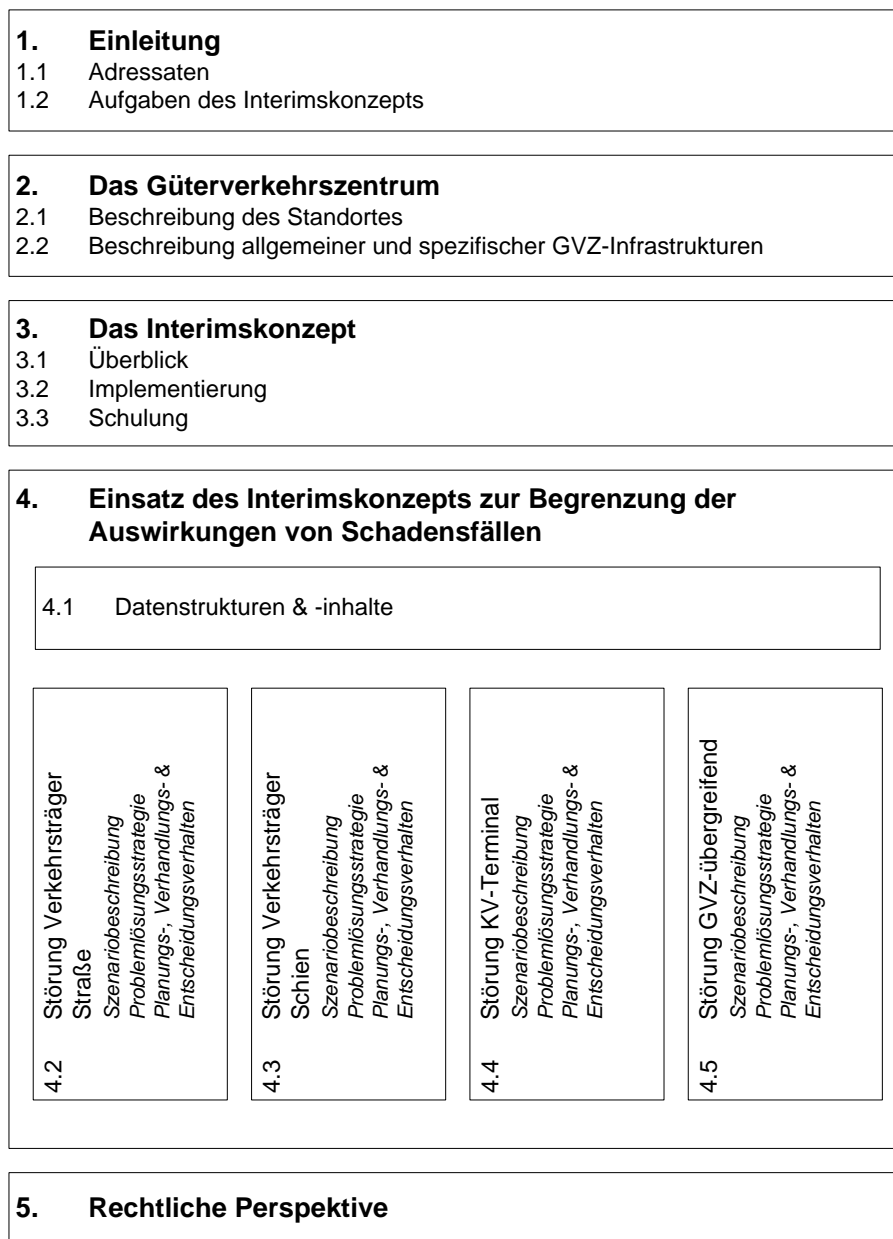 1. Einleitung
1.1 Adressaten
1.2 Aufgaben des Interimskonzepts
2. Das Güterverkehrszentrum
2.1 Beschreibung des Standortes
2.2 Beschreibung allgemeiner und spezifischer GVZ-Infrastrukturen
3. Das Interimskonzept
3.1 Überblick
3.2 Implementierung
3.3 Schulung
4. Einsatz des Interimskonzepts zur Begrenzung der
Auswirkungen von Schadensfällen
4.1 Datenstrukturen & -inhalte
4.2 Störung Verkehrsträger
Straße
Szenariobeschreibung
Problemlösungsstrategie
Planungs-, Verhandlungs- &
Entscheidungsverhalten
4.3 Störung Verkehrsträger
Schien
Szenariobeschreibung
Problemlösungsstrategie
Planungs-, Verhandlungs- &
Entscheidungsverhalten
4.4 Störung KV-Terminal
Szenariobeschreibung
Problemlösungsstrategie
Planungs-, Verhandlungs- &
Entscheidungsverhalten
4.5 Störung GVZ-übergreifend
Szenariobeschreibung
Problemlösungsstrategie
Planungs-, Verhandlungs- &
Entscheidungsverhalten
5. Rechtliche Perspektive